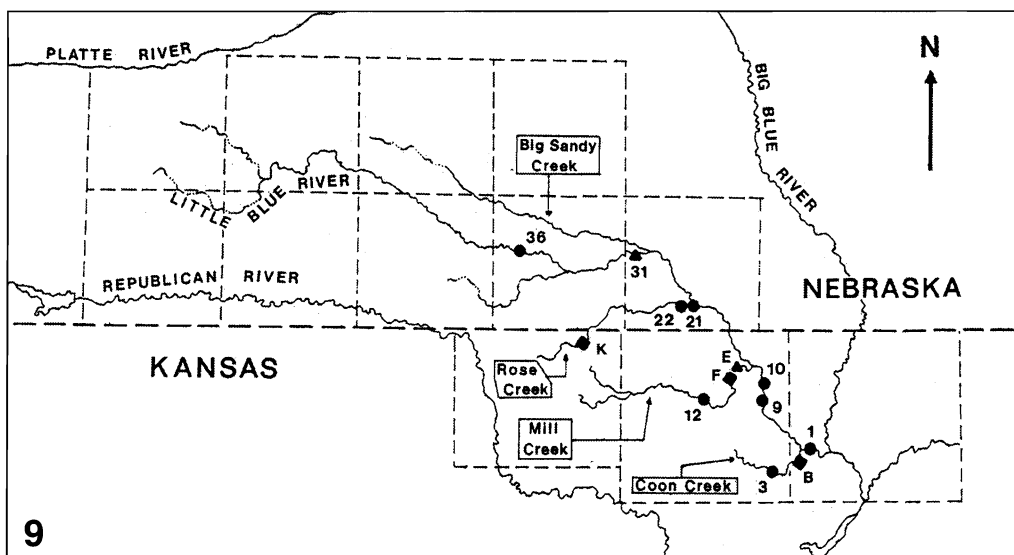 PLATTE RIVER
N
BIG BLUE RIVER
Big Sandy
Creek
LITTLE BLUE RIVER
36
31
REPUBLICAN RIVER
NEBRASKA
22
21
KANSAS
K
E
F
10
Rose
Creek
12
9
Mill
Creek
1
Coon Creek
3
B
9